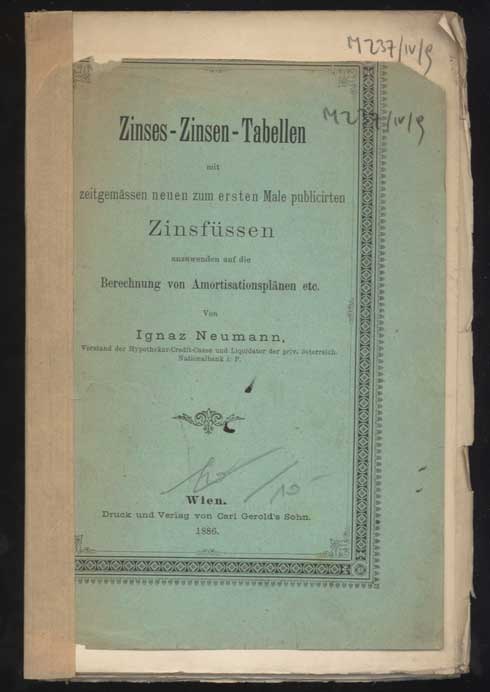 M 237/IV/9
M 237/IV/9
Zinses-Zinsen-Tabellen
mit
zeitgemässen neuen zum ersten Male publicirten
Zinsfüssen
anzuwenden auf die
Berechnung von Amortisationsplänen etc.
Von
Ignaz Neumann,
Vorstand der Hypothekar-Credit-Casse und Liquidator der priv. österreich.
Nationalbank i. P.
Wien.
Druck und Verlag von Carl Gerold's Sohn.
1886.